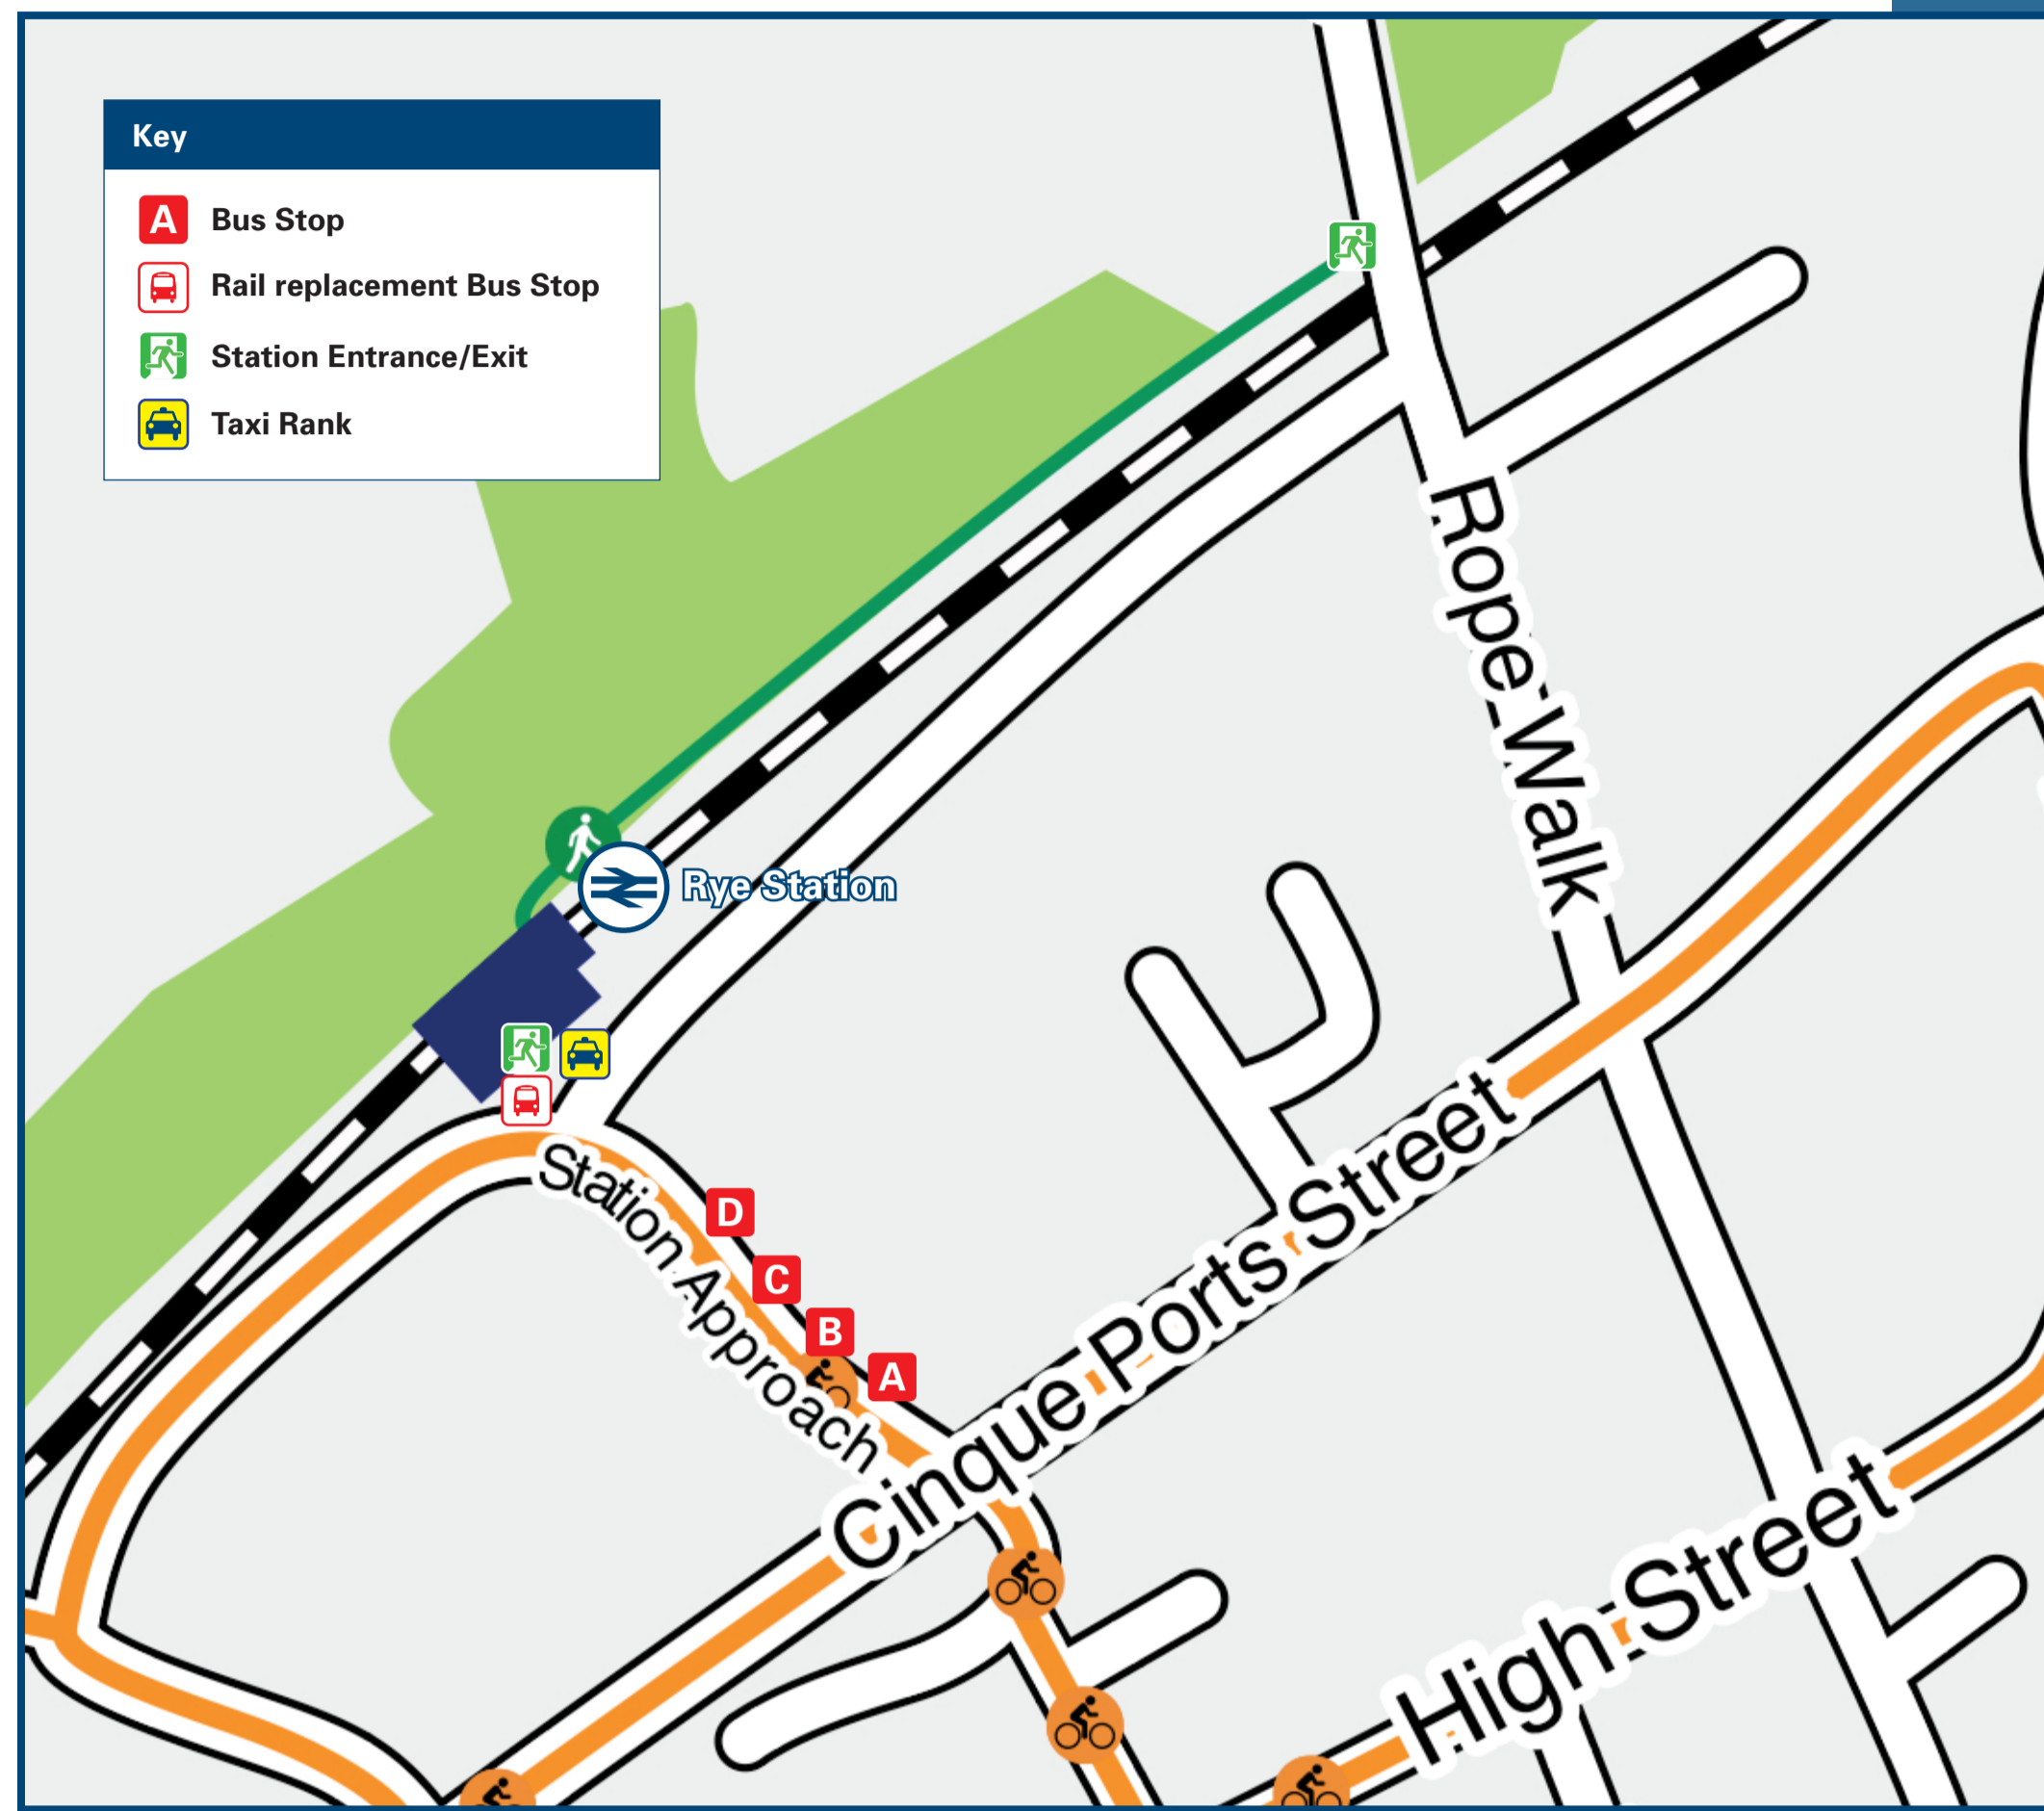 Key
A Bus Stop
Rail replacement Bus Stop
Station Entrance/Exit
Taxi Rank
Rope Walk
Rye Station
Station Approach
D
C
B
A
Cinque Ports Street
High Street